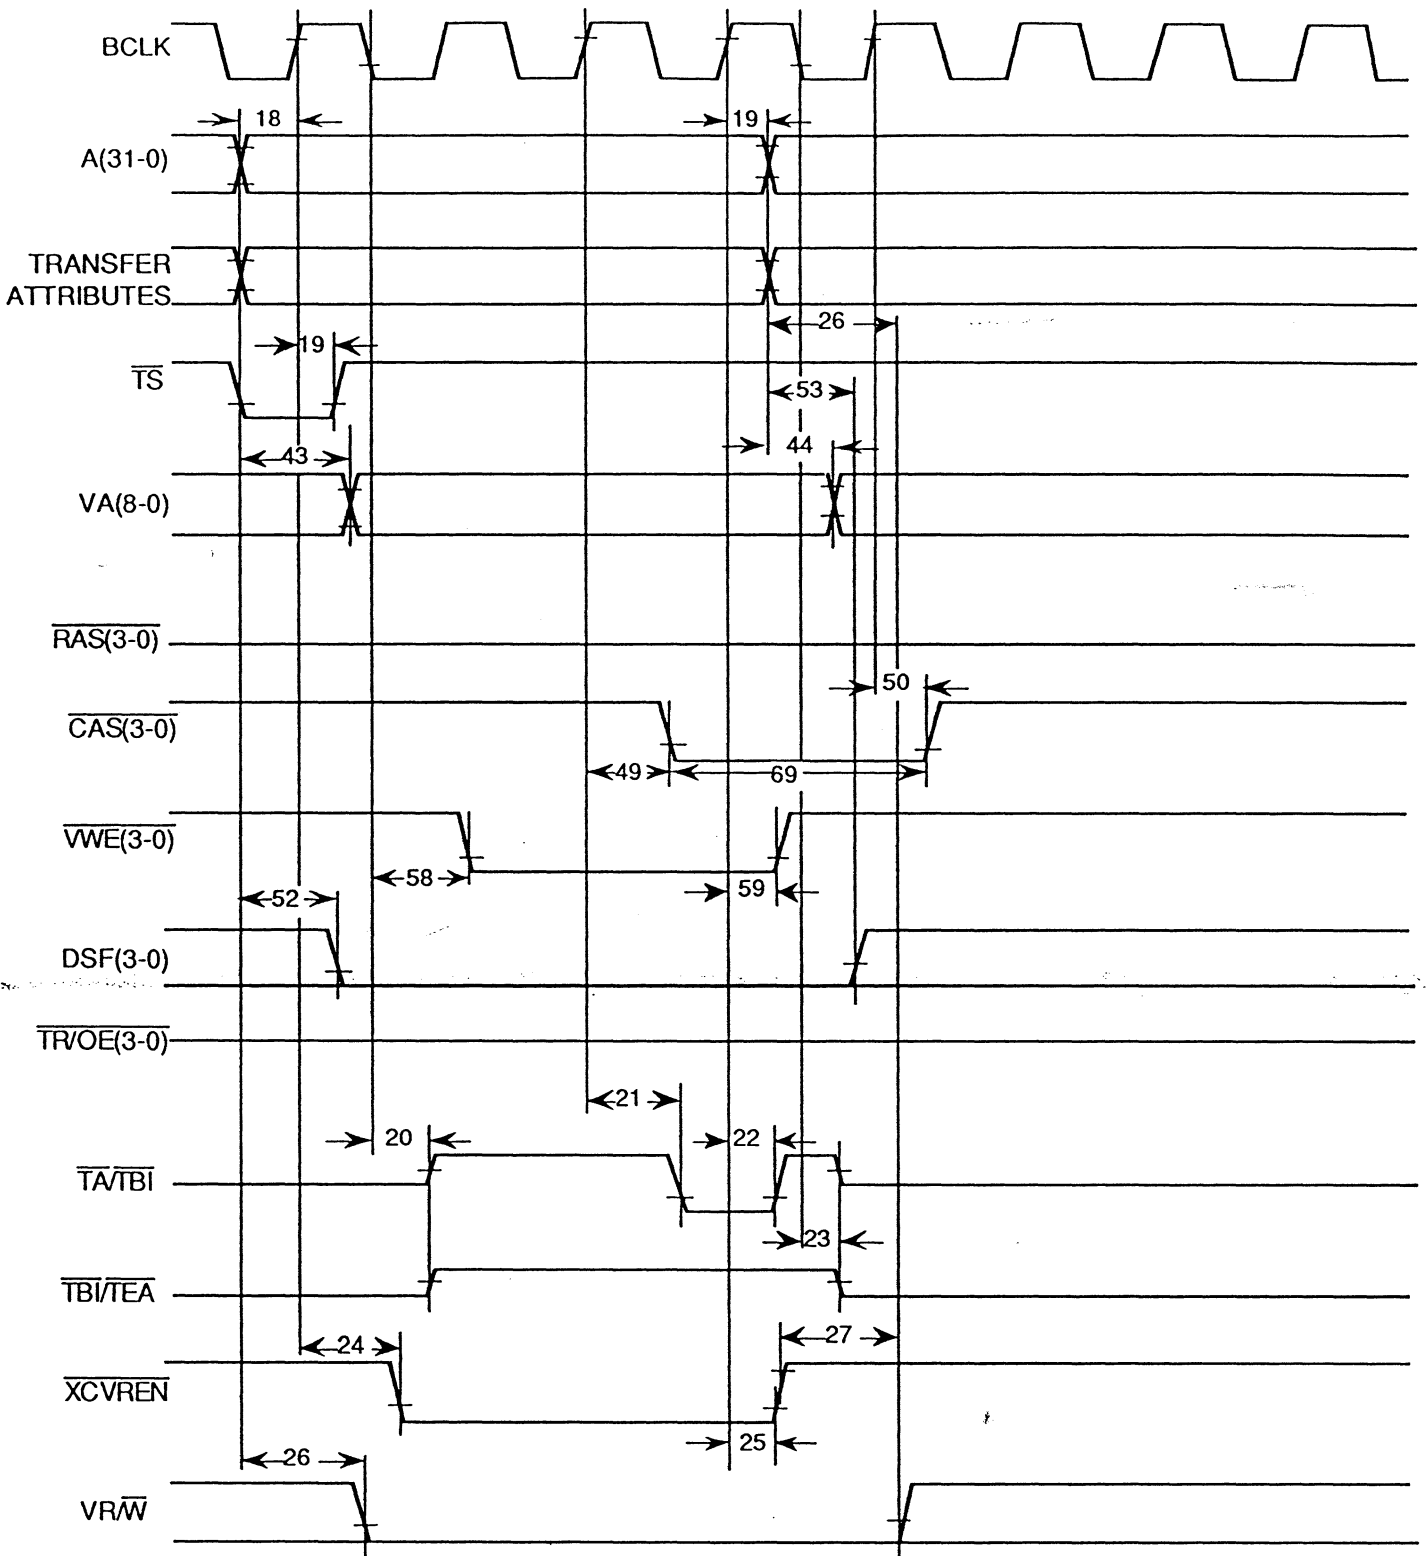 BCLK
18
19
A(31-0)
TRANSFER
ATTRIBUTES
26
19
TS
53
44
43
VA(8-0)
RAS(3-0)
50
CAS(3-0)
49
69
VWE(3-0)
58
59
52
DSF(3-0)
TR/OE(3-0)
21
20
22
TA/TBI
23
TBI/TEA
24
27
XCVREN
25
26
VR/W